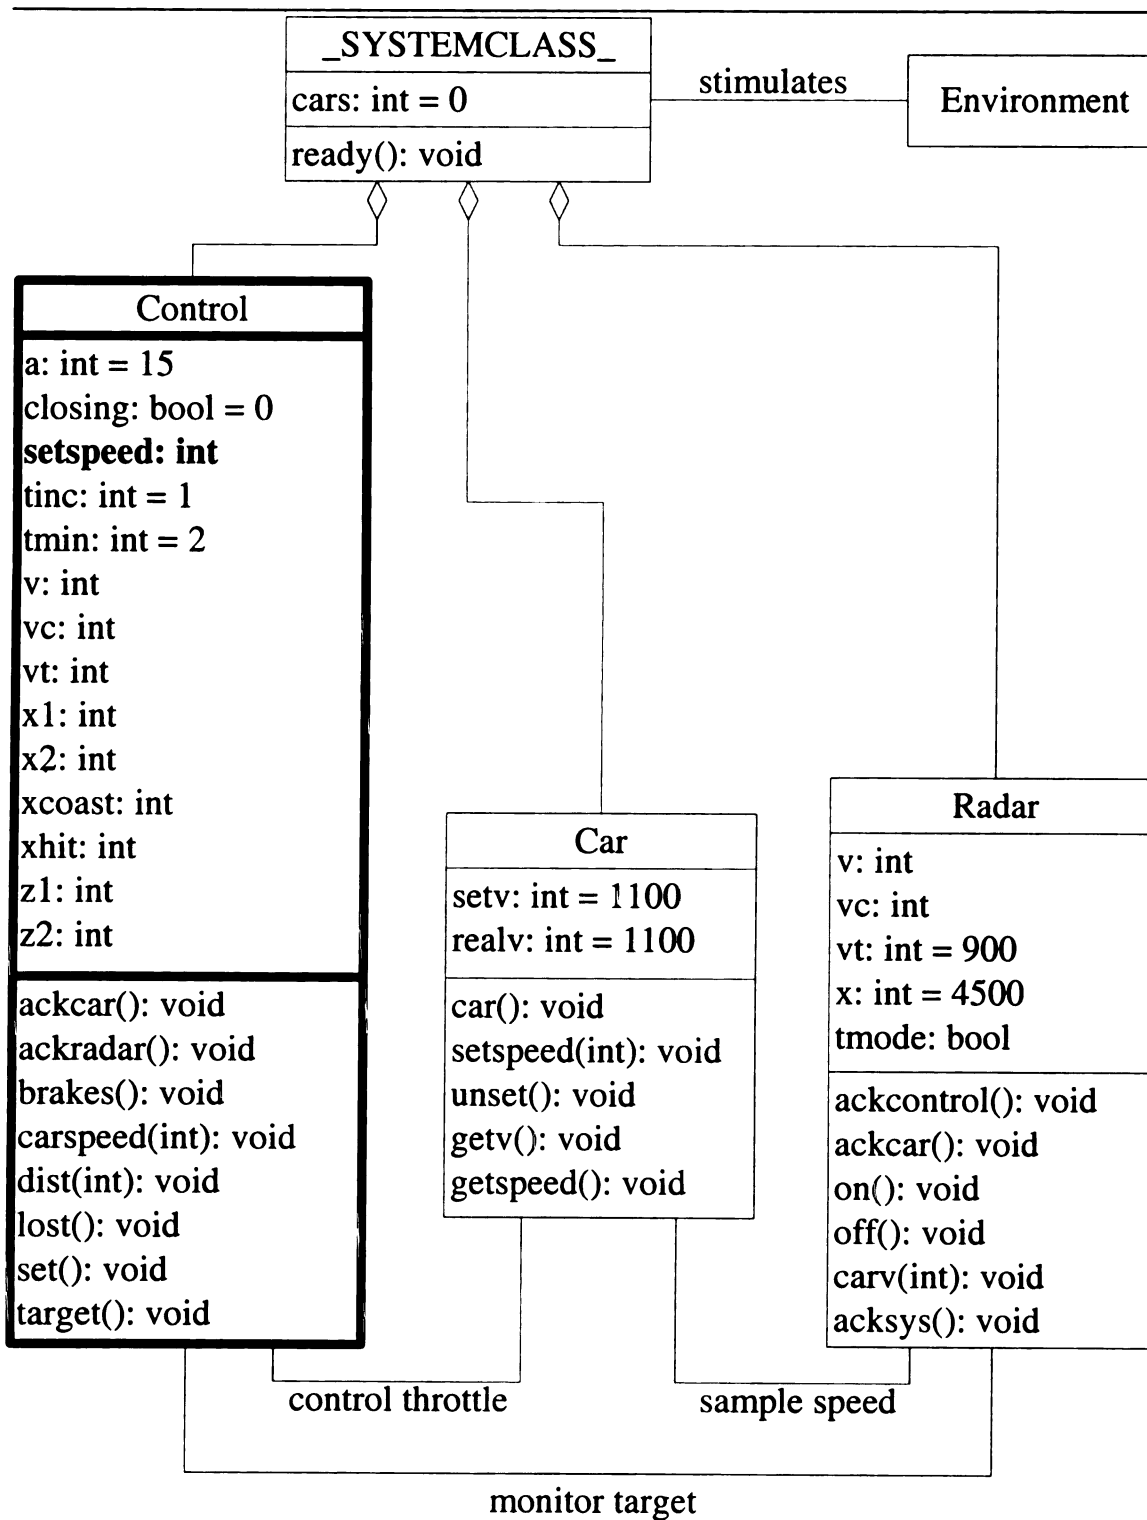 _SYSTEMCLASS_
cars: int = 0
ready(): void
stimulates
Environment
Control
a: int = 15
closing: bool = 0
setspeed: int
tinc: int = 1
tmin: int = 2
v: int
vc: int
vt: int
x1: int
x2: int
xcoast: int
xhit: int
z1: int
z2: int
ackcar(): void
ackradar(): void
brakes(): void
carspeed(int): void
dist(int): void
lost(): void
set(): void
target(): void
Car
setv: int = 1100
realv: int = 1100
car(): void
setspeed(int): void
unset(): void
getv(): void
getspeed(): void
Radar
v: int
vc: int
vt: int = 900
x: int = 4500
tmode: bool
ackcontrol(): void
ackcar(): void
on(): void
off(): void
carv(int): void
acksys(): void
control throttle
sample speed
monitor target